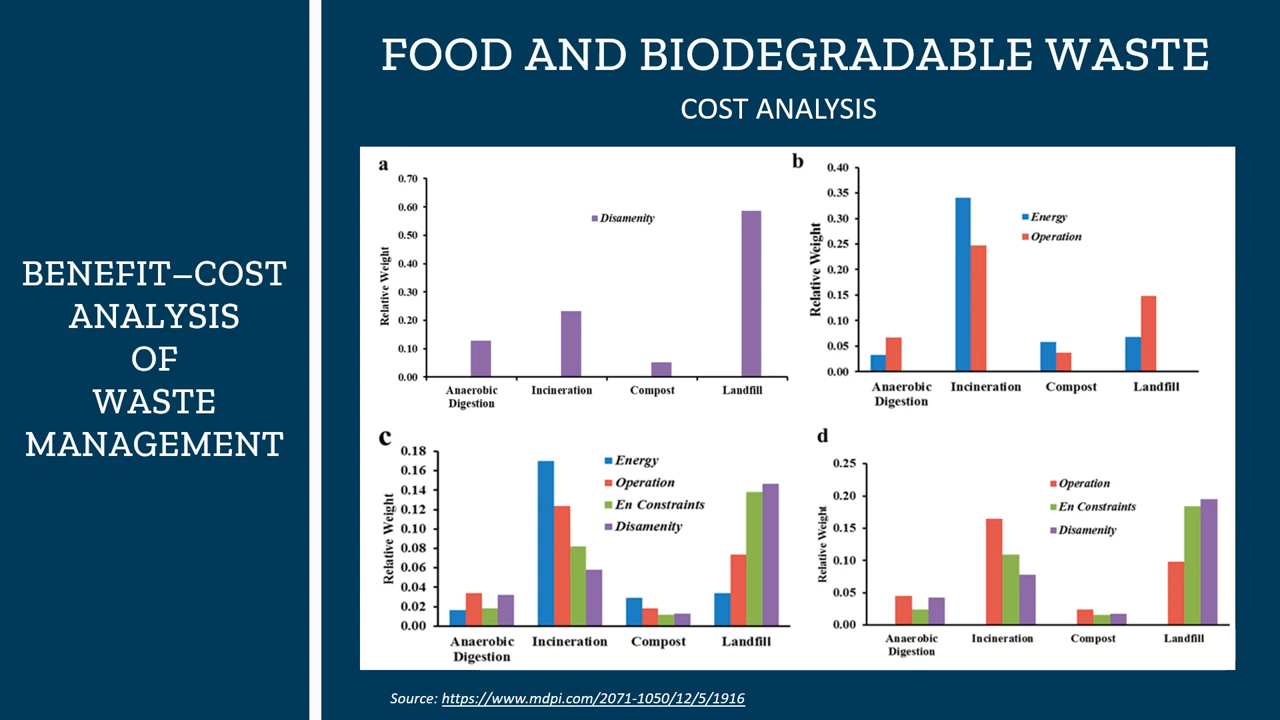 BENEFIT–COST
ANALYSIS
OF
WASTE
MANAGEMENT
FOOD AND BIODEGRADABLE WASTE
COST ANALYSIS
a
0.70
0.60
0.50
0.40
0.30
0.20
0.10
0.00
Relative Weight
Disamenity
Anaerobic
Digestion
Incineration
Compost
Landfill
b
0.40
0.35
0.30
0.25
0.20
0.15
0.10
0.05
0.00
Relative Weight
Energy
Operation
Anaerobic
Digestion
Incineration
Compost
Landfill
c
0.18
0.16
0.14
0.12
0.10
0.08
0.06
0.04
0.02
0.00
Relative Weight
Energy
Operation
En Constraints
Disamenity
Anaerobic
Digestion
Incineration
Compost
Landfill
d
0.25
0.20
0.15
0.10
0.05
0.00
Relative Weight
Operation
En Constraints
Disamenity
Anaerobic
Digestion
Incineration
Compost
Landfill
Source: https://www.mdpi.com/2071-1050/12/5/1916